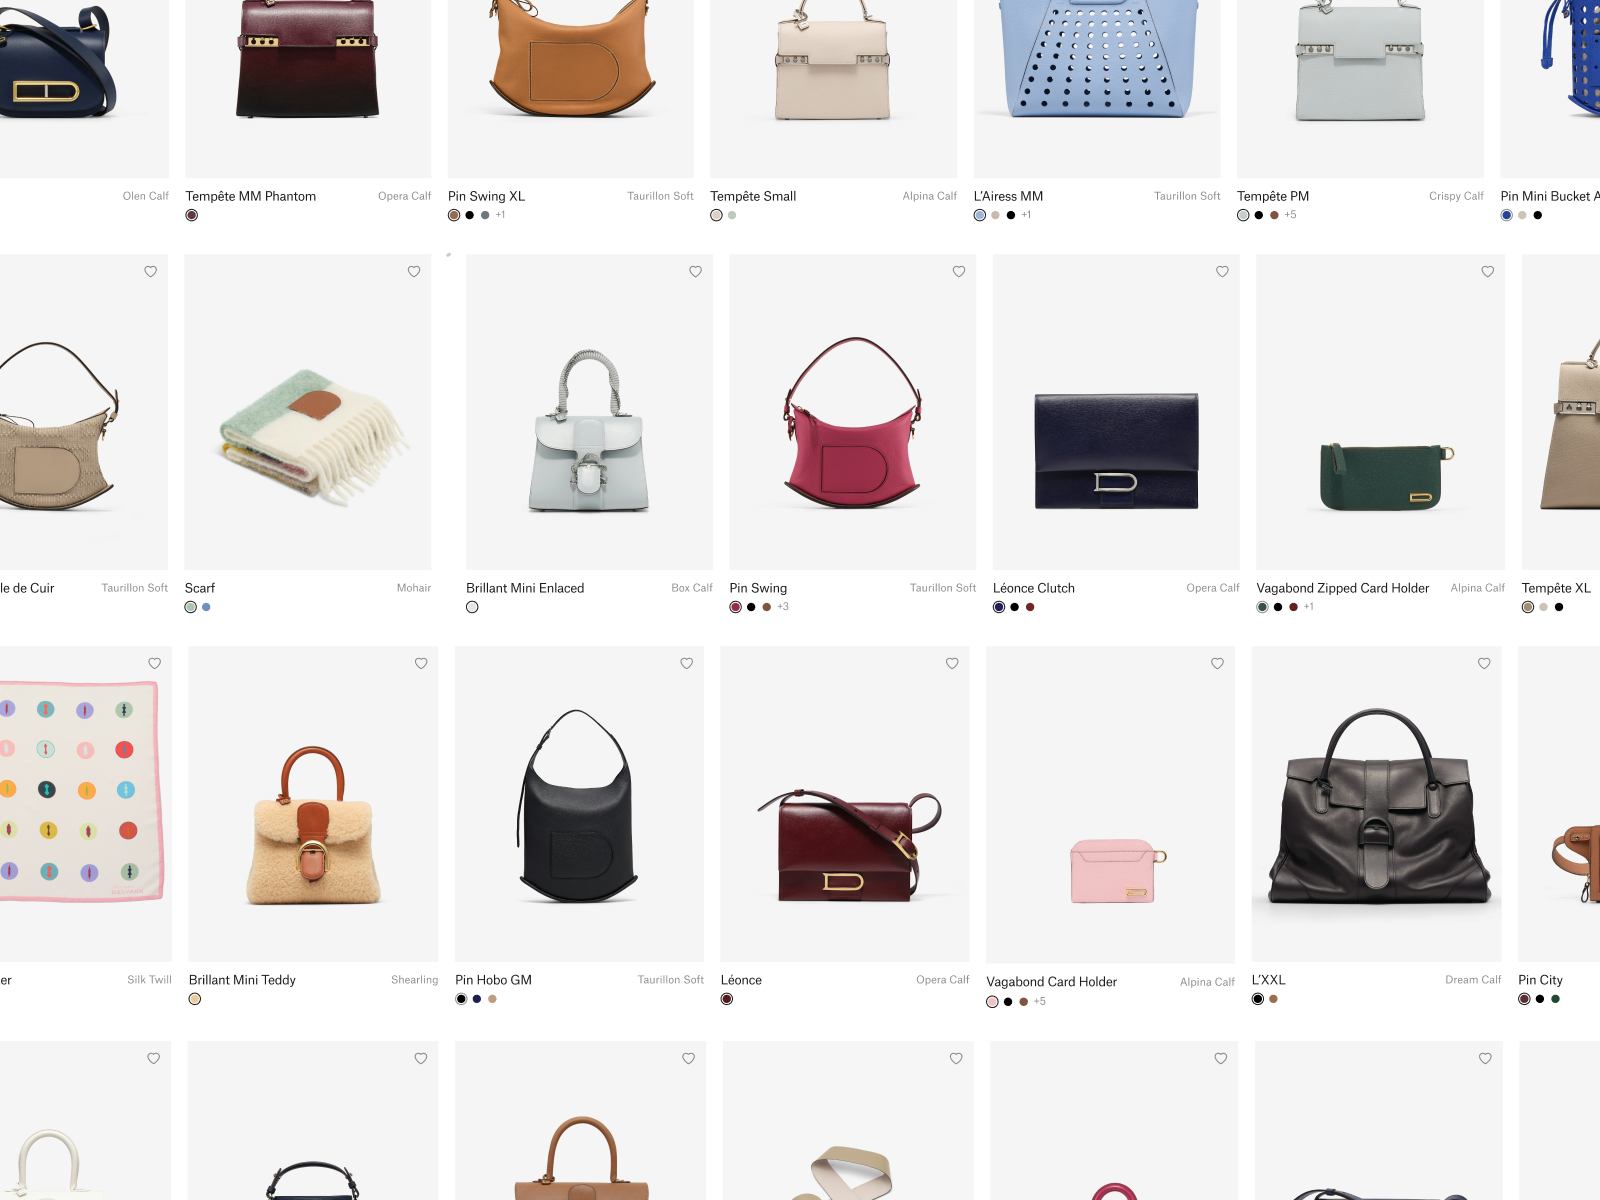 Olen Calf
Tempête MM Phantom Opera Calf
Pin Swing XL Taurillon Soft
+1
Tempête Small Alpina Calf
L'Airess MM Taurillon Soft
+1
Tempête PM Crispy Calf
+5
Pin Mini Bucket A
le de Cuir Taurillon Soft
Scarf Mohair
Brillant Mini Enlaced Box Calf
Pin Swing Taurillon Soft
+3
Léonce Clutch Opera Calf
Vagabond Zipped Card Holder Alpina Calf
+1
Tempête XL
er Silk Twill
Brillant Mini Teddy Shearling
Pin Hobo GM Taurillon Soft
Léonce Opera Calf
Vagabond Card Holder Alpina Calf
+5
L'XXL Dream Calf
Pin City